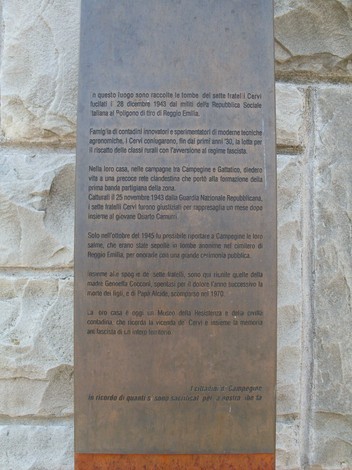 In questo luogo sono raccolte le tombe dei sette fratelli Cervi
fucilati il 28 dicembre 1943 dai militi della Repubblica Sociale
Italiana al Poligono di tiro di Reggio Emilia.
Famiglia di contadini innovatori e sperimentatori di moderne tecniche
agronomiche, i Cervi coniugarono, fin dai primi anni '30, la lotta per
il riscatto delle classi rurali con l'avversione al regime fascista.
Nella loro casa, nelle campagne tra Campegine e Gattatico, diedero
vita a una precoce rete clandestina che portò alla formazione della
prima banda partigiana della zona.
Catturati il 25 novembre 1943 dalla Guardia Nazionale Repubblicana,
i sette fratelli Cervi furono giustiziati per rappresaglia un mese dopo
insieme al giovane Quarto Camurri.
Solo nell'ottobre del 1945 fu possibile riportare a Campegine le loro
salme, che erano state sepolte in tombe anonime nel cimitero di
Reggio Emilia, per onorarle con una grande cerimonia pubblica.
Insieme alle spoglie dei sette fratelli, sono qui accolte quelle della
madre Genoeffa Cocconi, spentasi per il dolore l'anno successivo la
morte dei figli, e di Papà Alcide, scomparso nel 1970.
La loro casa è oggi un Museo della Resistenza e della civiltà
contadina, che ricorda la vicenda dei Cervi e insieme la memoria
antifascista di un intero territorio.
I cittadini di Campegine
in ricordo di quanti si sono sacrificati per la nostra libertà